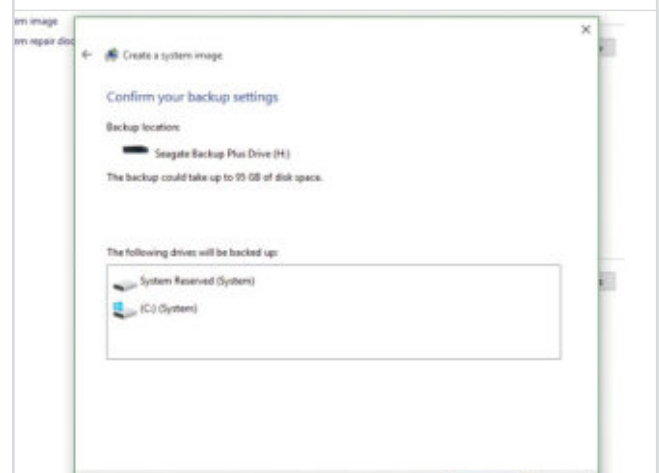 em image
em repair disc
Create a system image
Confirm your backup settings
Backup location:
Seagate Backup Plus Drive (H:)
The backup could take up to 95 GB of disk space.
The following drives will be backed up:
System Reserved (System)
(C:) (System)
s